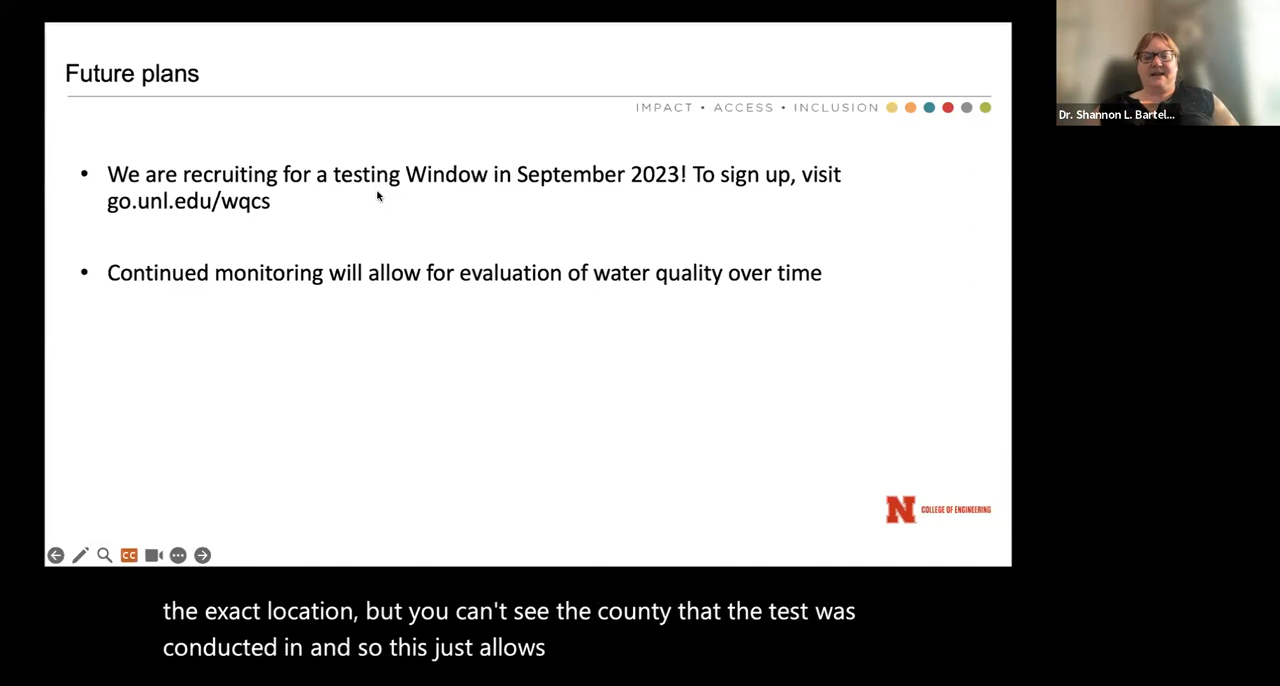 Future plans
IMPACT • ACCESS • INCLUSION
• We are recruiting for a testing Window in September 2023! To sign up, visit
go.unl.edu/wqcs
• Continued monitoring will allow for evaluation of water quality over time
N COLLEGE OF ENGINEERING
CC
the exact location, but you can't see the county that the test was
conducted in and so this just allows
Dr. Shannon L. Bartel...